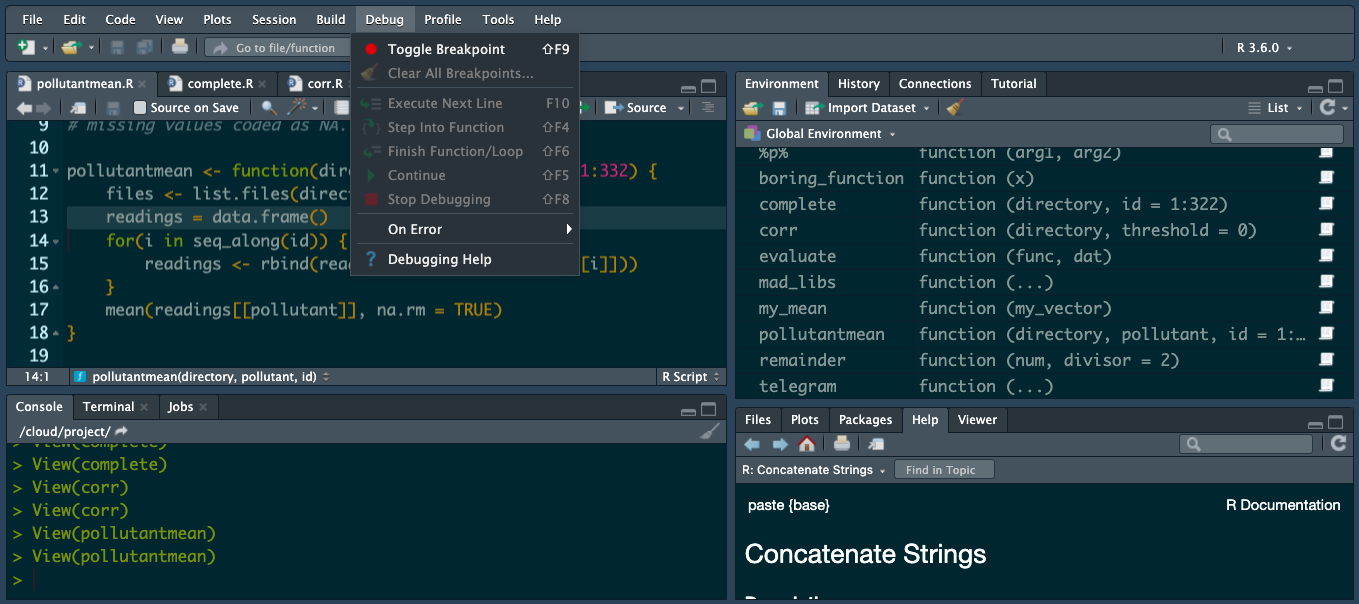 File Edit Code View Plots Session Build Debug Profile Tools Help
Go to file/function
R 3.6.0
Toggle Breakpoint ⇧F9
Clear All Breakpoints...
Execute Next Line F10
Step Into Function ⇧F4
Finish Function/Loop ⇧F6
Continue ⇧F5
Stop Debugging ⇧F8
On Error
Debugging Help
pollutantmean.R complete.R corr.R
Source on Save
Source
9 # missing values coded as NA.
10
11 pollutantmean <- function(dire 1:332) {
12 files <- list.files(direct
13 readings = data.frame()
14 for(i in seq_along(id)) {
15 readings <- rbind(read [i]]))
16 }
17 mean(readings[[pollutant]], na.rm = TRUE)
18 }
19
14:1 pollutantmean(directory, pollutant, id) R Script
Console Terminal Jobs
/cloud/project/
> View(complete)
> View(complete)
> View(corr)
> View(corr)
> View(pollutantmean)
> View(pollutantmean)
>
Environment History Connections Tutorial
Import Dataset List
Global Environment
%p% function (arg1, arg2)
boring_function function (x)
complete function (directory, id = 1:322)
corr function (directory, threshold = 0)
evaluate function (func, dat)
mad_libs function (...)
my_mean function (my_vector)
pollutantmean function (directory, pollutant, id = 1:…
remainder function (num, divisor = 2)
telegram function (...)
Files Plots Packages Help Viewer
R: Concatenate Strings Find in Topic
paste {base} R Documentation
Concatenate Strings